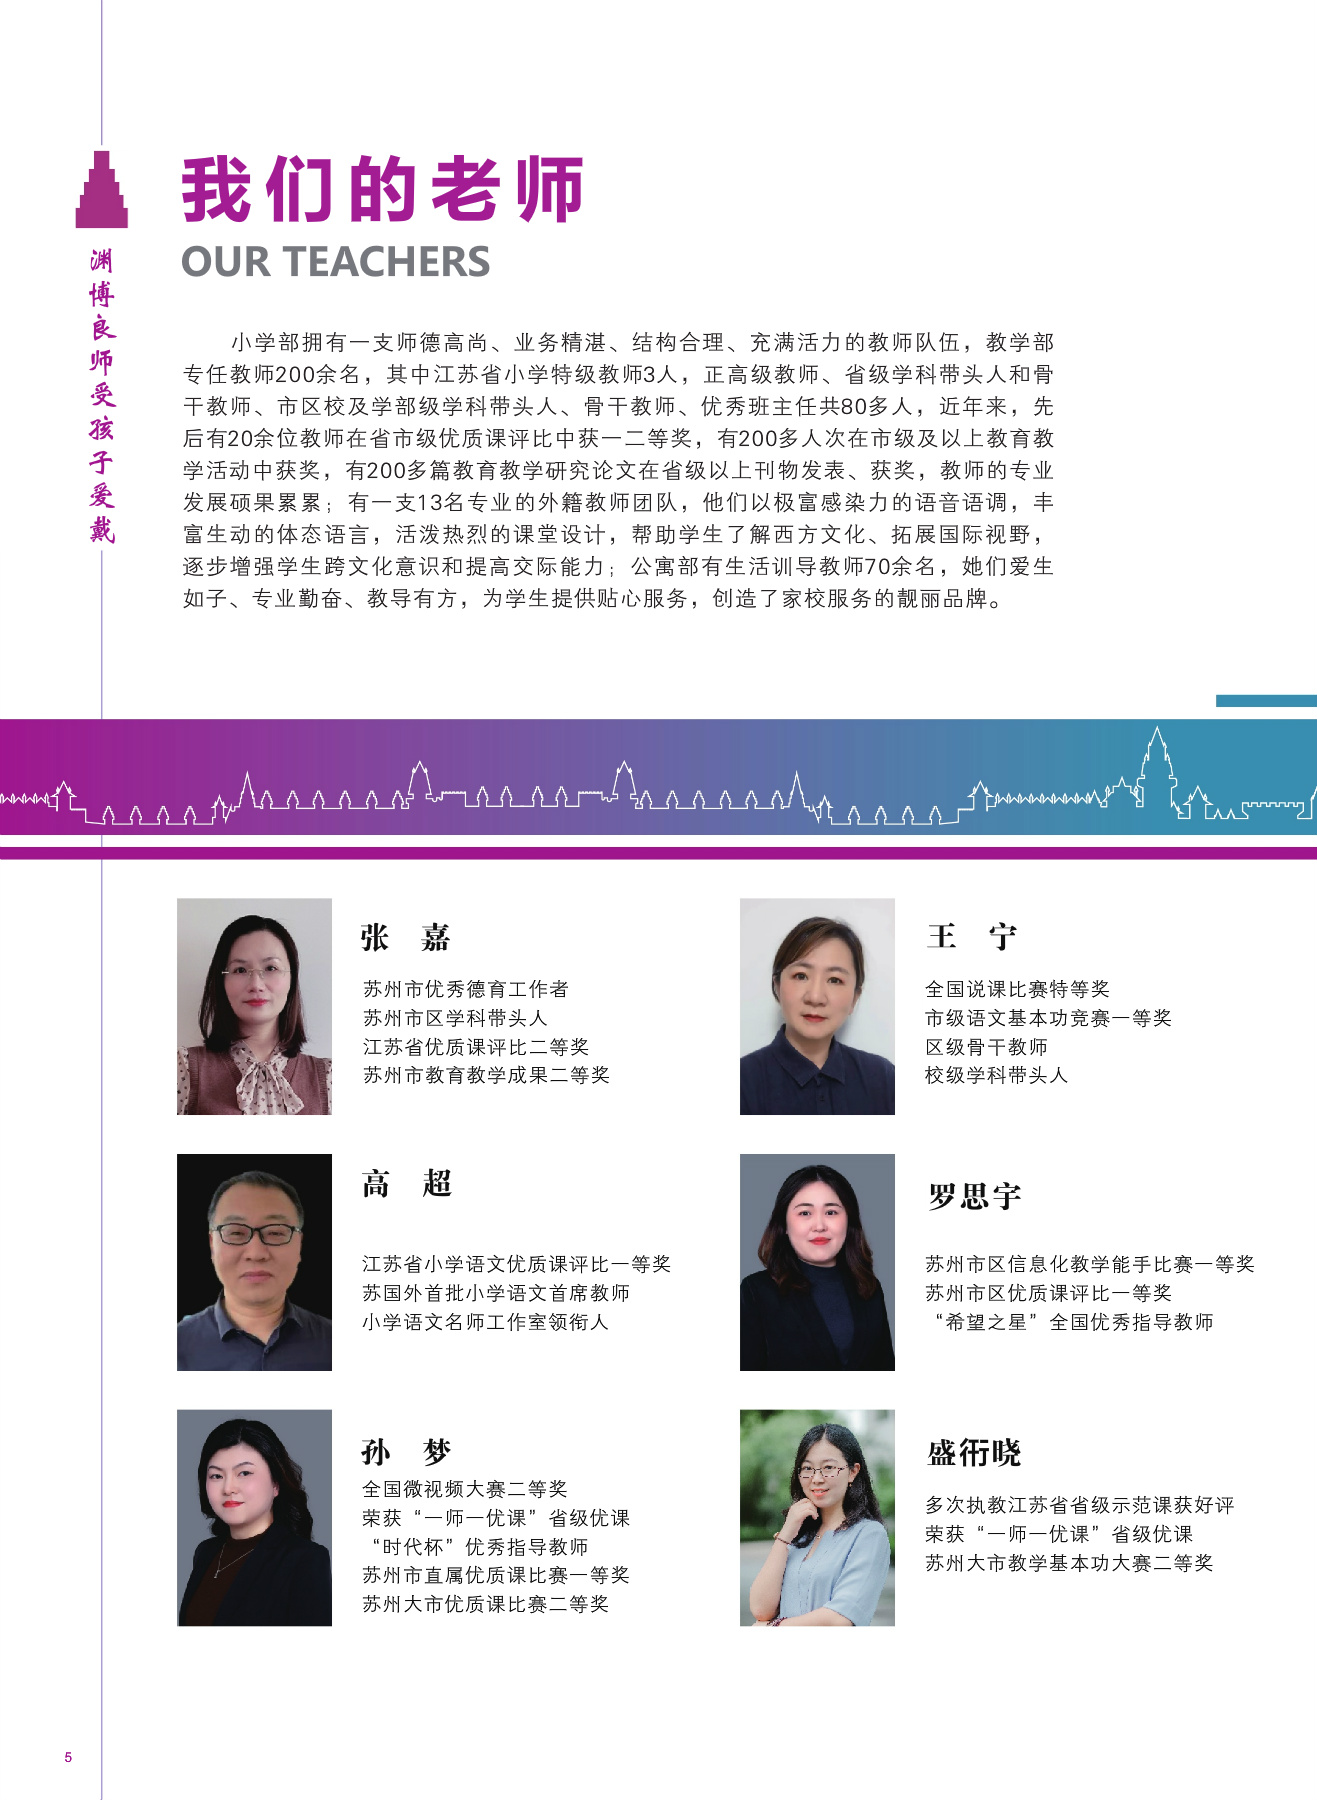 我们的老师
OUR TEACHERS
渊博良师受孩子爱戴
小学部拥有一支师德高尚、业务精湛、结构合理、充满活力的教师队伍，教学部
专任教师200余名，其中江苏省小学特级教师3人，正高级教师、省级学科带头人和骨
干教师、市区校及学部级学科带头人、骨干教师、优秀班主任共80多人，近年来，先
后有20余位教师在省市级优质课评比中获一二等奖，有200多人次在市级及以上教育教
学活动中获奖，有200多篇教育教学研究论文在省级以上刊物发表、获奖，教师的专业
发展硕果累累；有一支13名专业的外籍教师团队，他们以极富感染力的语音语调，丰
富生动的体态语言，活泼热烈的课堂设计，帮助学生了解西方文化、拓展国际视野，
逐步增强学生跨文化意识和提高交际能力；公寓部有生活训导教师70余名，她们爱生
如子、专业勤奋、教导有方，为学生提供贴心服务，创造了家校服务的靓丽品牌。
张　嘉
苏州市优秀德育工作者
苏州市区学科带头人
江苏省优质课评比二等奖
苏州市教育教学成果二等奖
王　宁
全国说课比赛特等奖
市级语文基本功竞赛一等奖
区级骨干教师
校级学科带头人
高　超
江苏省小学语文优质课评比一等奖
苏国外首批小学语文首席教师
小学语文名师工作室领衔人
罗思宇
苏州市区信息化教学能手比赛一等奖
苏州市区优质课评比一等奖
“希望之星”全国优秀指导教师
孙　梦
全国微视频大赛二等奖
荣获“一师一优课”省级优课
“时代杯”优秀指导教师
苏州市直属优质课比赛一等奖
苏州大市优质课比赛二等奖
盛衎晓
多次执教江苏省省级示范课获好评
荣获“一师一优课”省级优课
苏州大市教学基本功大赛二等奖
5